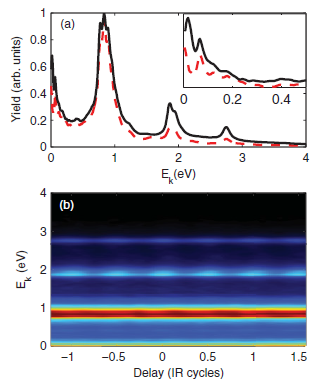 (a)
Yield (arb. units)
1
0.8
0.6
0.4
0.2
0
0 1 2 3 4
E_k(eV)
0 0.2 0.4
(b)
E_k (eV)
4
3
2
1
0
−1 −0.5 0 0.5 1 1.5
Delay (IR cycles)